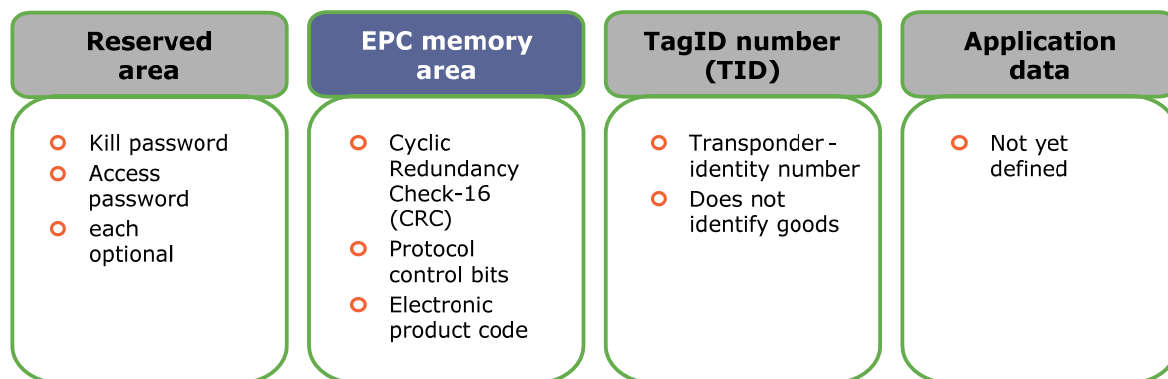 Reserved
area
Kill password
Access
password
each
optional
EPC memory
area
Cyclic
Redundancy
Check-16
(CRC)
Protocol
control bits
Electronic
product code
TagID number
(TID)
Transponder-
identity number
Does not
identify goods
Application
data
Not yet
defined